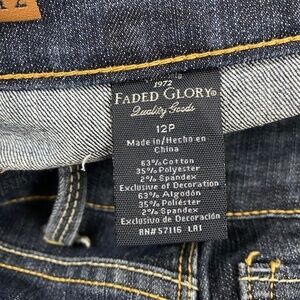 12
1972
FADED GLORY®
Quality Goods
12P
Made in/Hecho en
China
63% Cotton
35% Polyester
2% Spandex
Exclusive of Decoration
63% Algodón
35% Poliéster
2% Spandex
Exclusivo de Decoración
RN#57116 LA1